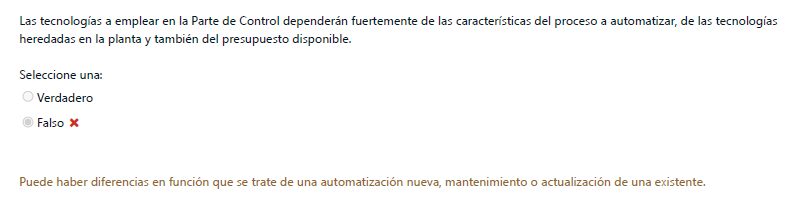 Las tecnologías a emplear en la Parte de Control dependerán fuertemente de las características del proceso a automatizar, de las tecnologías
heredadas en la planta y también del presupuesto disponible.
Seleccione una:
Verdadero
Falso
Puede haber diferencias en función que se trate de una automatización nueva, mantenimiento o actualización de una existente.